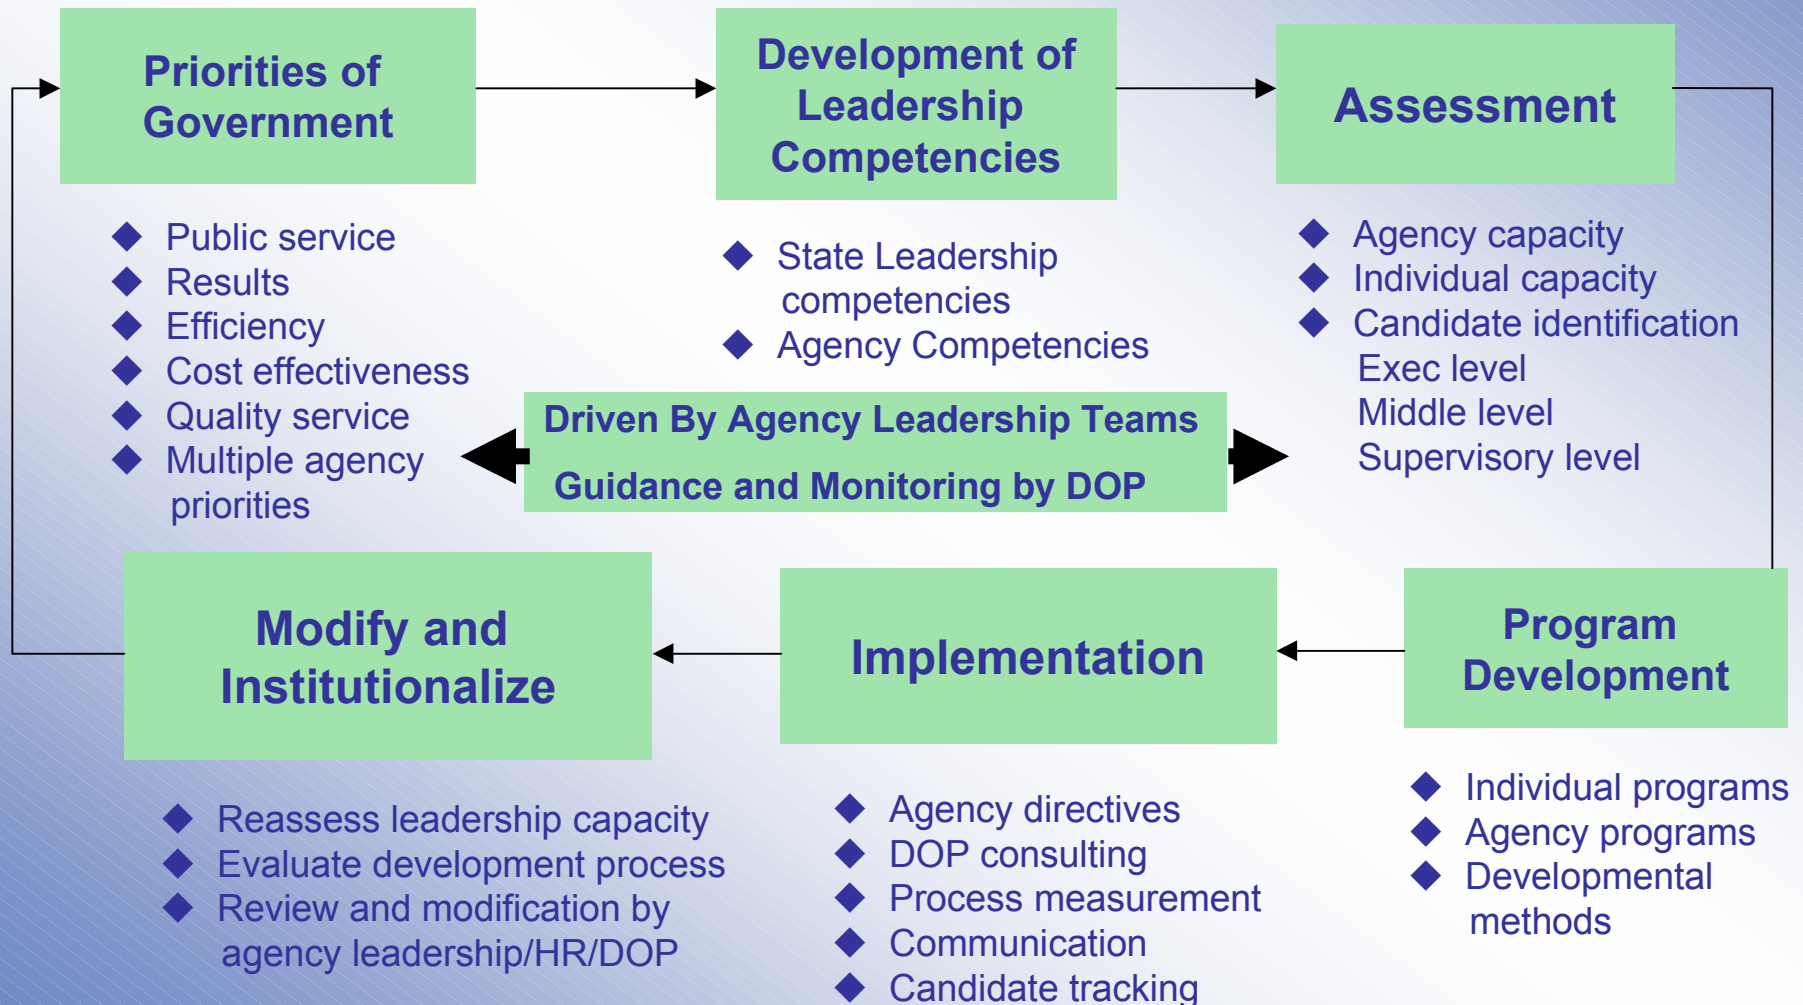 Priorities of
Government
Development of
Leadership
Competencies
Assessment
◆ Public service
◆ Results
◆ Efficiency
◆ Cost effectiveness
◆ Quality service
◆ Multiple agency
priorities
◆ State Leadership
competencies
◆ Agency Competencies
◆ Agency capacity
◆ Individual capacity
◆ Candidate identification
Exec level
Middle level
Supervisory level
Driven By Agency Leadership Teams
Guidance and Monitoring by DOP
Modify and
Institutionalize
Implementation
Program
Development
◆ Reassess leadership capacity
◆ Evaluate development process
◆ Review and modification by
agency leadership/HR/DOP
◆ Agency directives
◆ DOP consulting
◆ Process measurement
◆ Communication
◆ Candidate tracking
◆ Individual programs
◆ Agency programs
◆ Developmental
methods